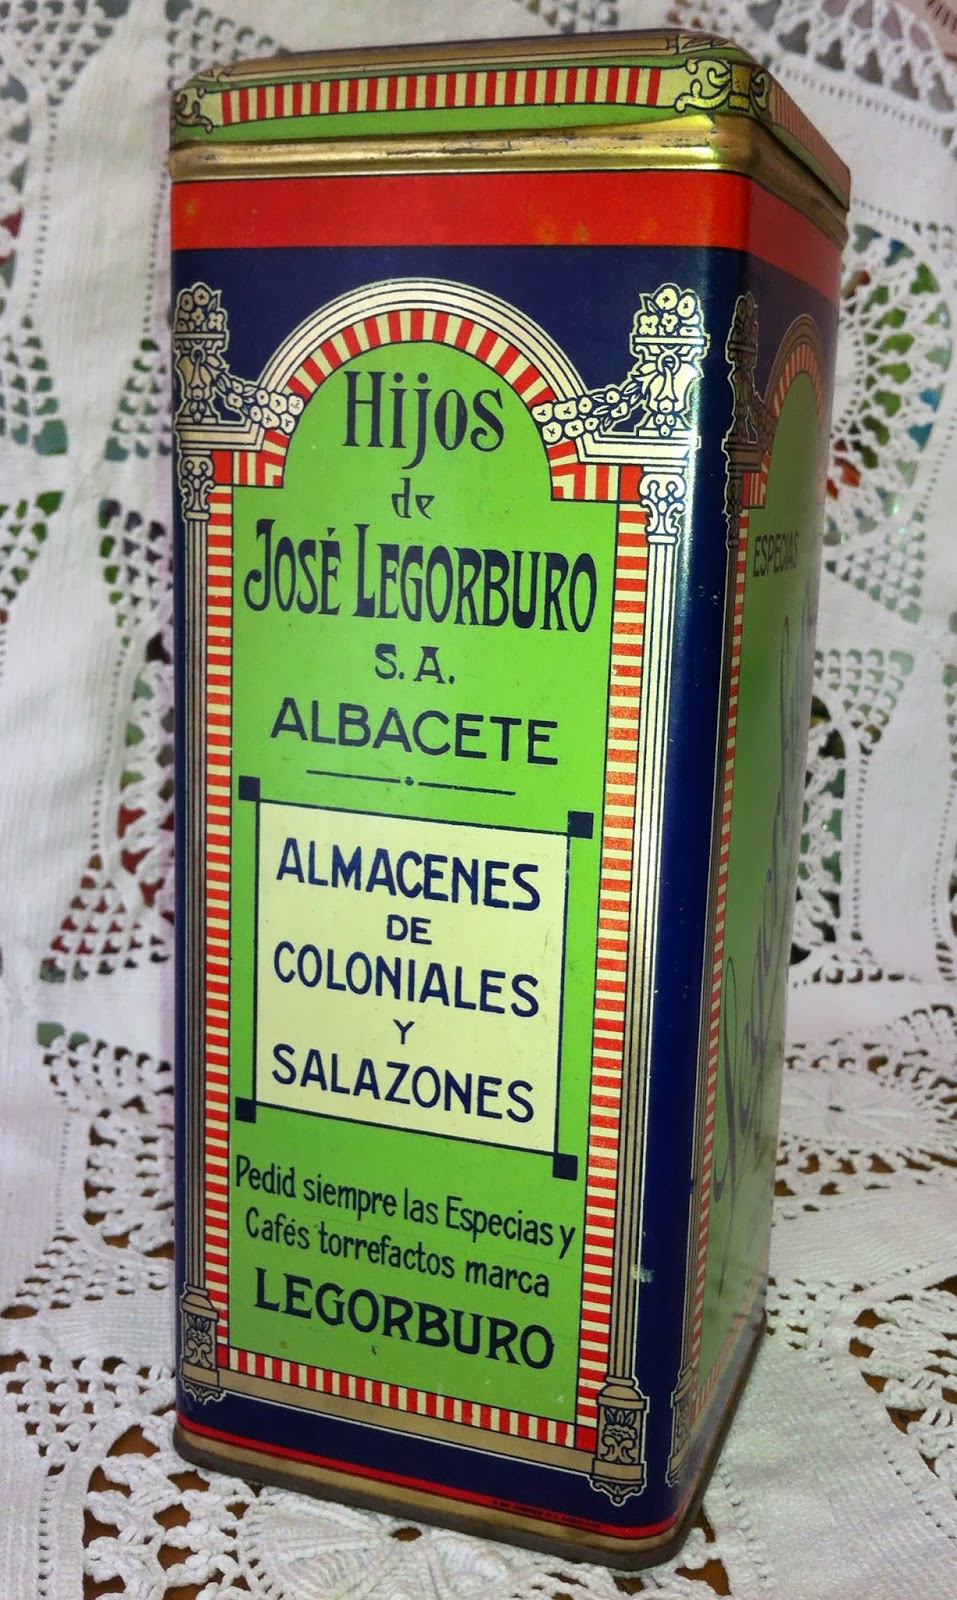 Hijos
de
JOSÉ LEGORBURO
S.A.
ALBACETE
ALMACENES
DE
COLONIALES
Y
SALAZONES
Pedid siempre las Especias y
Cafés torrefactos marca
LEGORBURO
ESPECIAS